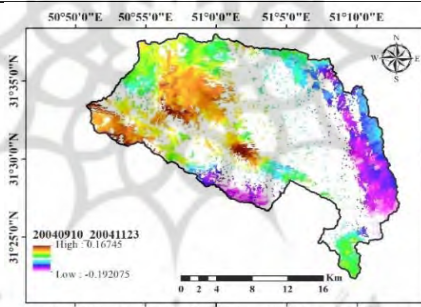 50°50'0"E 50°55'0"E 51°0'0"E 51°5'0"E 51°10'0"E
N
W E
S
31°35'0"N
31°30'0"N
31°25'0"N
20040910_20041123
High : 0.16745
Low : -0.192075
Km
0 2 4 8 12 16